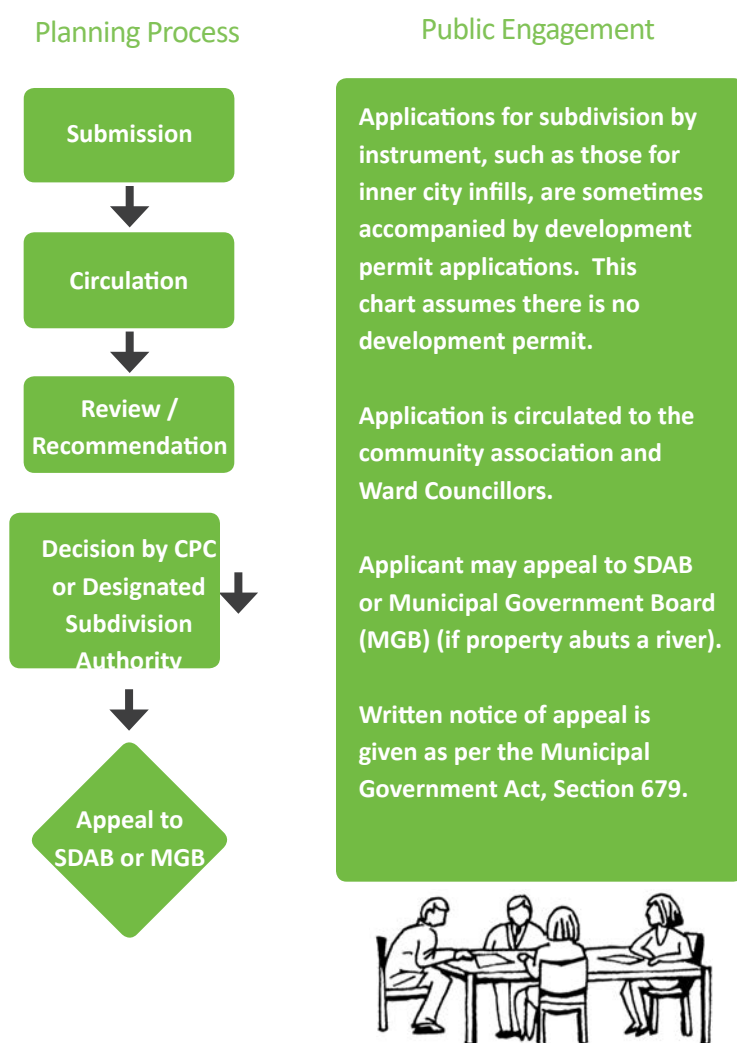 Planning Process
Submission
Circulation
Review /
Recommendation
Decision by CPC
or Designated
Subdivision
Authority
Appeal to
SDAB or MGB
Public Engagement
Applications for subdivision by
instrument, such as those for
inner city infills, are sometimes
accompanied by development
permit applications.  This
chart assumes there is no
development permit.
Application is circulated to the
community association and
Ward Councillors.
Applicant may appeal to SDAB
or Municipal Government Board
(MGB) (if property abuts a river).
Written notice of appeal is
given as per the Municipal
Government Act, Section 679.